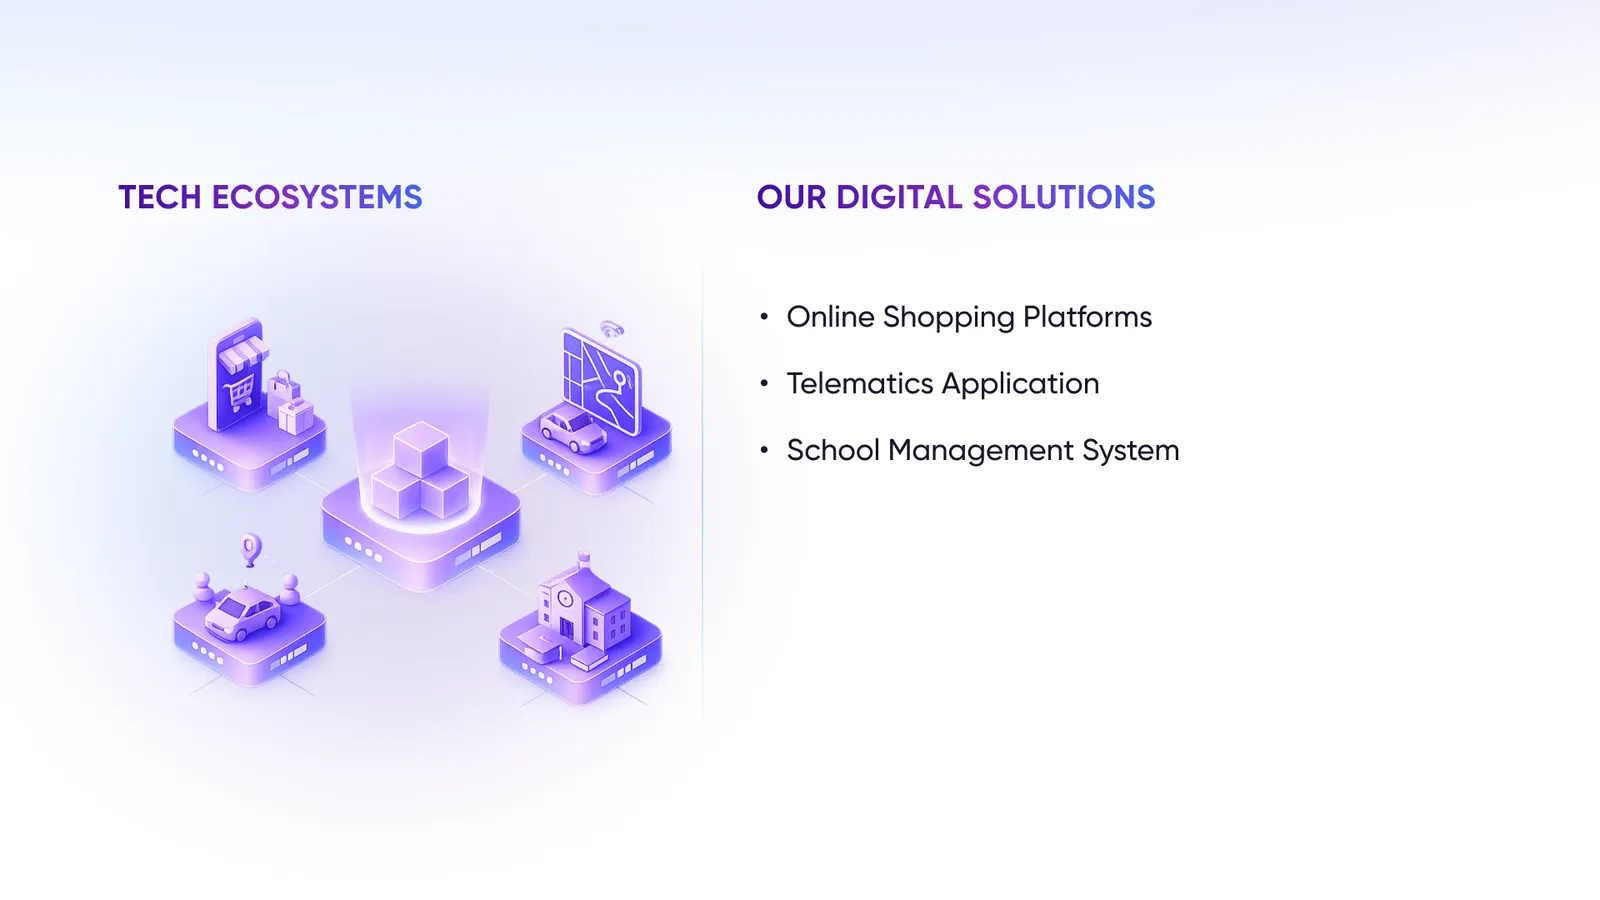 TECH ECOSYSTEMS
OUR DIGITAL SOLUTIONS
• Online Shopping Platforms
• Telematics Application
• School Management System